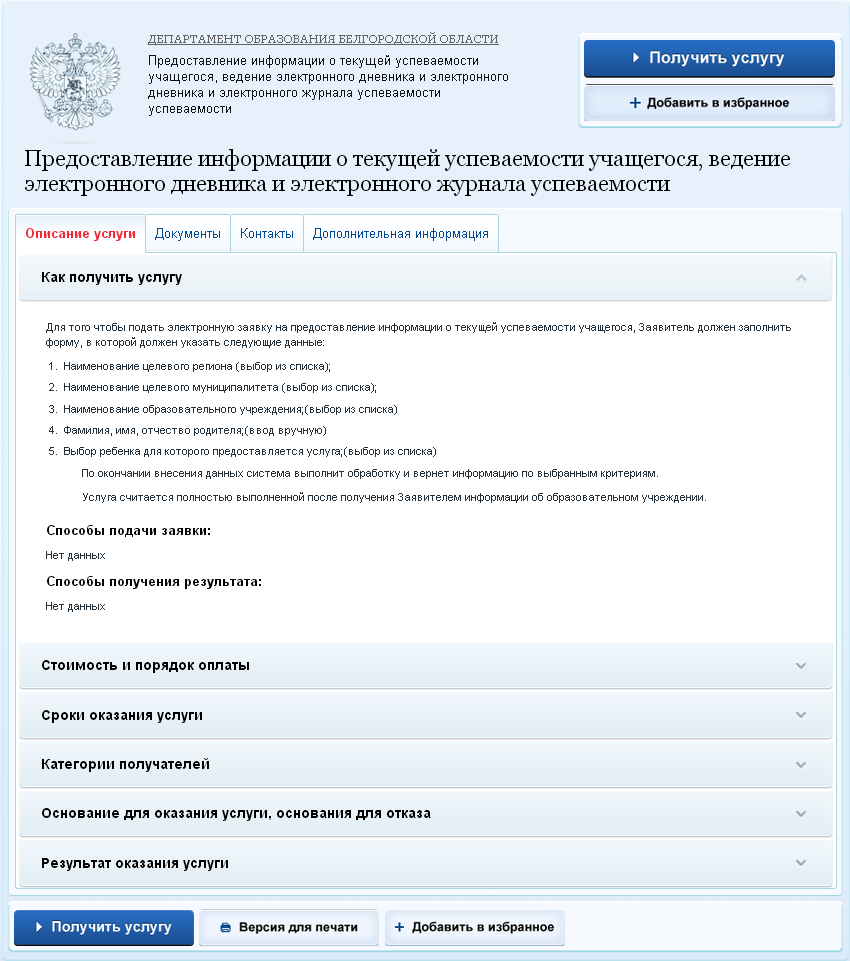 ДЕПАРТАМЕНТ ОБРАЗОВАНИЯ БЕЛГОРОДСКОЙ ОБЛАСТИ
Предоставление информации о текущей успеваемости
учащегося, ведение электронного дневника и электронного
дневника и электронного журнала успеваемости
успеваемости
Получить услугу
+ Добавить в избранное
Предоставление информации о текущей успеваемости учащегося, ведение
электронного дневника и электронного журнала успеваемости
Описание услуги Документы Контакты Дополнительная информация
Как получить услугу
Для того чтобы подать электронную заявку на предоставление информации о текущей успеваемости учащегося, Заявитель должен заполнить
форму, в которой должен указать следующие данные:
1. Наименование целевого региона (выбор из списка);
2. Наименование целевого муниципалитета (выбор из списка);
3. Наименование образовательного учреждения;(выбор из списка)
4. Фамилия, имя, отчество родителя;(ввод вручную)
5. Выбор ребенка для которого предоставляется услуга;(выбор из списка)
По окончании внесения данных система выполнит обработку и вернет информацию по выбранным критериям.
Услуга считается полностью выполненной после получения Заявителем информации об образовательном учреждении.
Способы подачи заявки:
Нет данных
Способы получения результата:
Нет данных
Стоимость и порядок оплаты
Сроки оказания услуги
Категории получателей
Основание для оказания услуги, основания для отказа
Результат оказания услуги
Получить услугу Версия для печати + Добавить в избранное